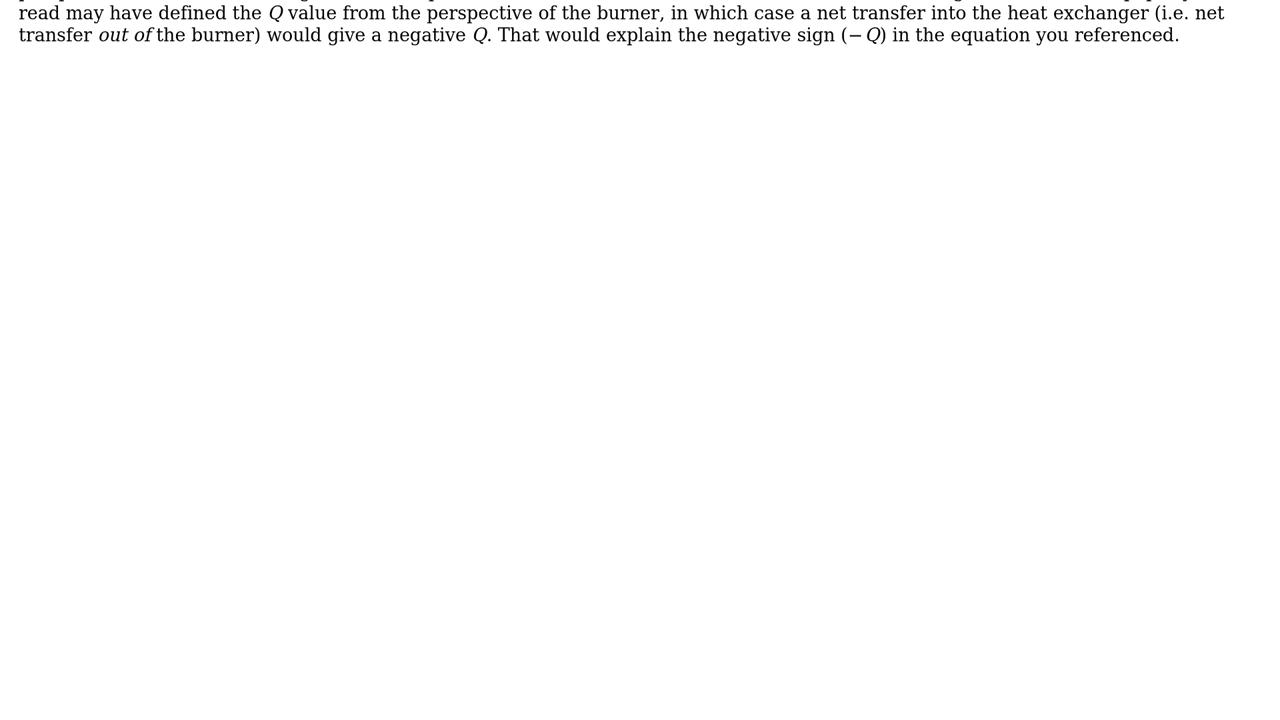 read may have defined the Q value from the perspective of the burner, in which case a net transfer into the heat exchanger (i.e. net
transfer out of the burner) would give a negative Q. That would explain the negative sign (− Q) in the equation you referenced.